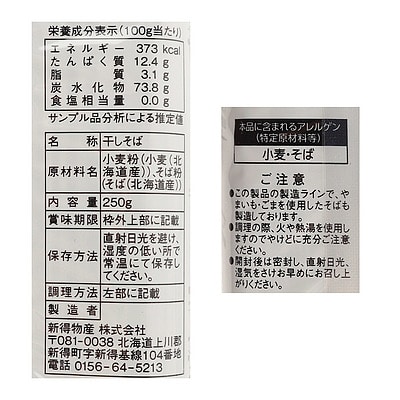 栄養成分表示(100g当たり)
エネルギー 373 kcal
たんぱく質 12.4 g
脂質 3.1 g
炭水化物 73.8 g
食塩相当量 0.0 g
サンプル品分析による推定値
名称 干しそば
原材料名 小麦粉(小麦(北
海道産))、そば粉
(そば(北海道産))
内容量 250g
賞味期限 枠外上部に記載
保存方法 直射日光を避け、
湿度の低い所で
常温にて保存し
てください。
調理方法 左部に記載
製造者
新得物産 株式会社
〒081-0038 北海道上川郡
新得町字新得基線104番地
電話 0156-64-5213
本品に含まれるアレルゲン
(特定原材料等)
小麦・そば
ご注意
●この製品の製造ラインで、や
まいも・ごまを使用したそばも
製造しております。
●調理の際、火や熱湯を使用し
ますのでやけどに充分ご注意
ください。
●開封後は密封し、直射日光、
湿気をさけお早めにお召し上
がりください。